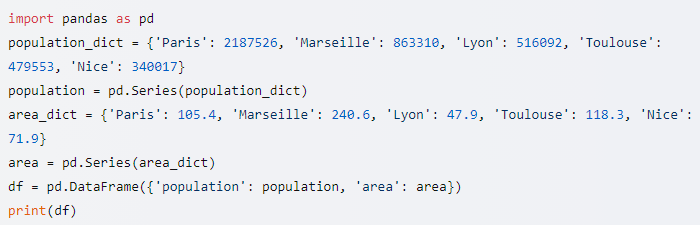 import pandas as pd
population_dict = {'Paris': 2187526, 'Marseille': 863310, 'Lyon': 516092, 'Toulouse':
479553, 'Nice': 340017}
population = pd.Series(population_dict)
area_dict = {'Paris': 105.4, 'Marseille': 240.6, 'Lyon': 47.9, 'Toulouse': 118.3, 'Nice':
71.9}
area = pd.Series(area_dict)
df = pd.DataFrame({'population': population, 'area': area})
print(df)